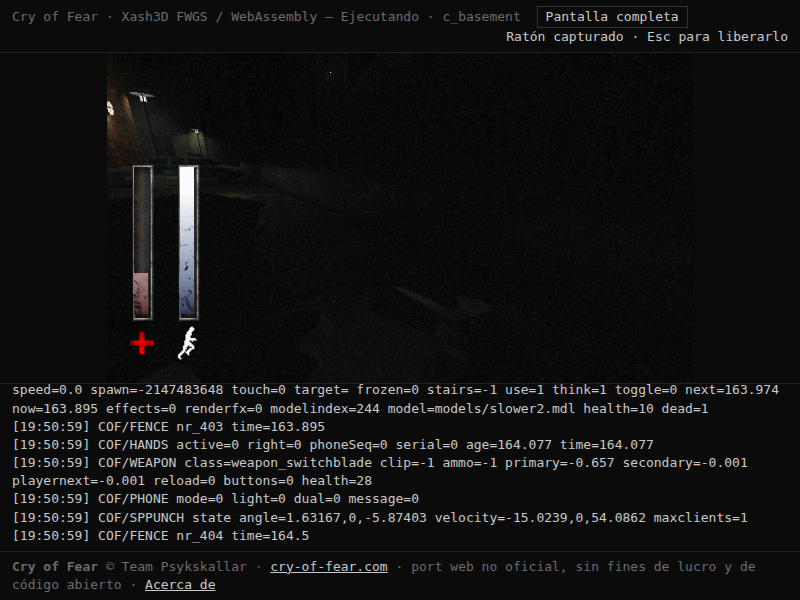 Cry of Fear · Xash3D FWGS / WebAssembly — Ejecutando · c_basement
Pantalla completa
Ratón capturado · Esc para liberarlo
speed=0.0 spawn=-2147483648 touch=0 target= frozen=0 stairs=-1 use=1 think=1 toggle=0 next=163.974
now=163.895 effects=0 renderfx=0 modelindex=244 model=models/slower2.mdl health=10 dead=1
[19:50:59] COF/FENCE nr_403 time=163.895
[19:50:59] COF/HANDS active=0 right=0 phoneSeq=0 serial=0 age=164.077 time=164.077
[19:50:59] COF/WEAPON class=weapon_switchblade clip=-1 ammo=-1 primary=-0.657 secondary=-0.001
playernext=-0.001 reload=0 buttons=0 health=28
[19:50:59] COF/PHONE mode=0 light=0 dual=0 message=0
[19:50:59] COF/SPPUNCH state angle=1.63167,0,-5.87403 velocity=-15.0239,0,54.0862 maxclients=1
[19:50:59] COF/FENCE nr_404 time=164.5
Cry of Fear © Team Psykskallar · cry-of-fear.com · port web no oficial, sin fines de lucro y de
código abierto · Acerca de